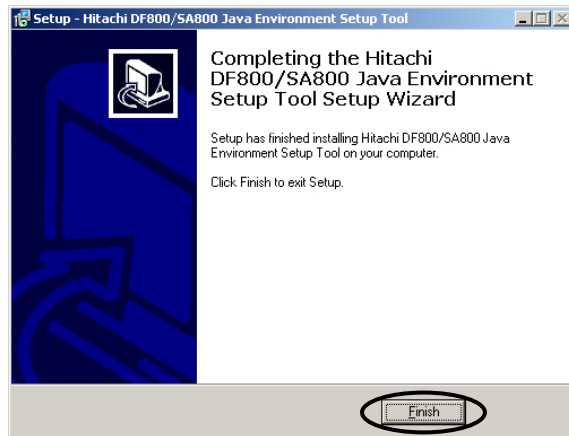 Setup - Hitachi DF800/SA800 Java Environment Setup Tool
Completing the Hitachi
DF800/SA800 Java Environment
Setup Tool Setup Wizard
Setup has finished installing Hitachi DF800/SA800 Java
Environment Setup Tool on your computer.
Click Finish to exit Setup.
Finish